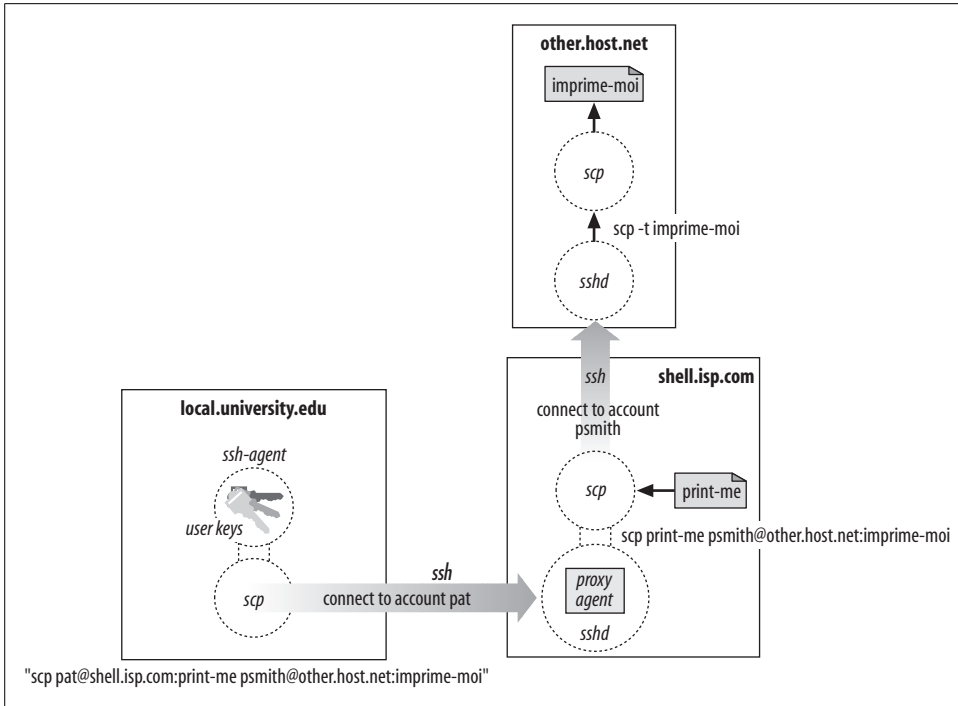 other.host.net
imprime-moi
scp
scp -t imprime-moi
sshd
ssh
shell.isp.com
connect to account
psmith
scp
print-me
scp print-me psmith@other.host.net:imprime-moi
proxy
agent
sshd
local.university.edu
ssh-agent
user keys
scp
ssh
connect to account pat
"scp pat@shell.isp.com:print-me psmith@other.host.net:imprime-moi"